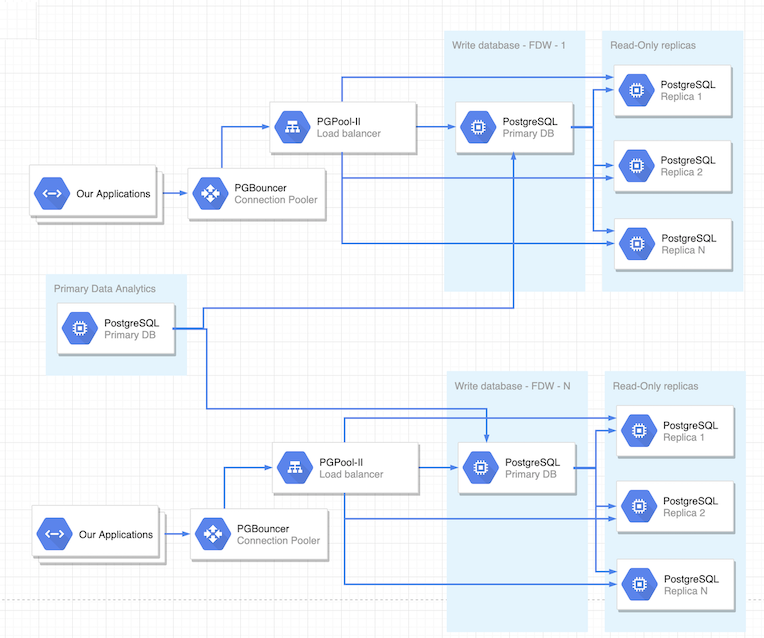 Write database - FDW - 1
Read-Only replicas
PostgreSQL
Replica 1
PGPool-II
Load balancer
PostgreSQL
Primary DB
PostgreSQL
Replica 2
Our Applications
PGBouncer
Connection Pooler
PostgreSQL
Replica N
Primary Data Analytics
PostgreSQL
Primary DB
Write database - FDW - N
Read-Only replicas
PostgreSQL
Replica 1
PGPool-II
Load balancer
PostgreSQL
Primary DB
PostgreSQL
Replica 2
Our Applications
PGBouncer
Connection Pooler
PostgreSQL
Replica N